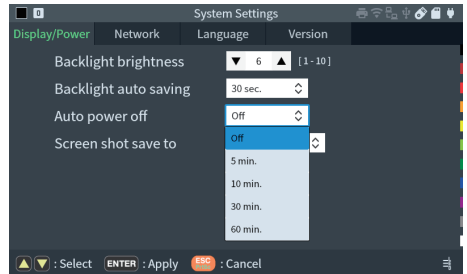 0 System Settings
Display/Power Network Language Version
Backlight brightness ▼ 6 ▲ [1-10]
Backlight auto saving 30 sec.
Auto power off Off
Off
Screen shot save to
5 min.
10 min.
30 min.
60 min.
▲▼ : Select ENTER : Apply ESC : Cancel